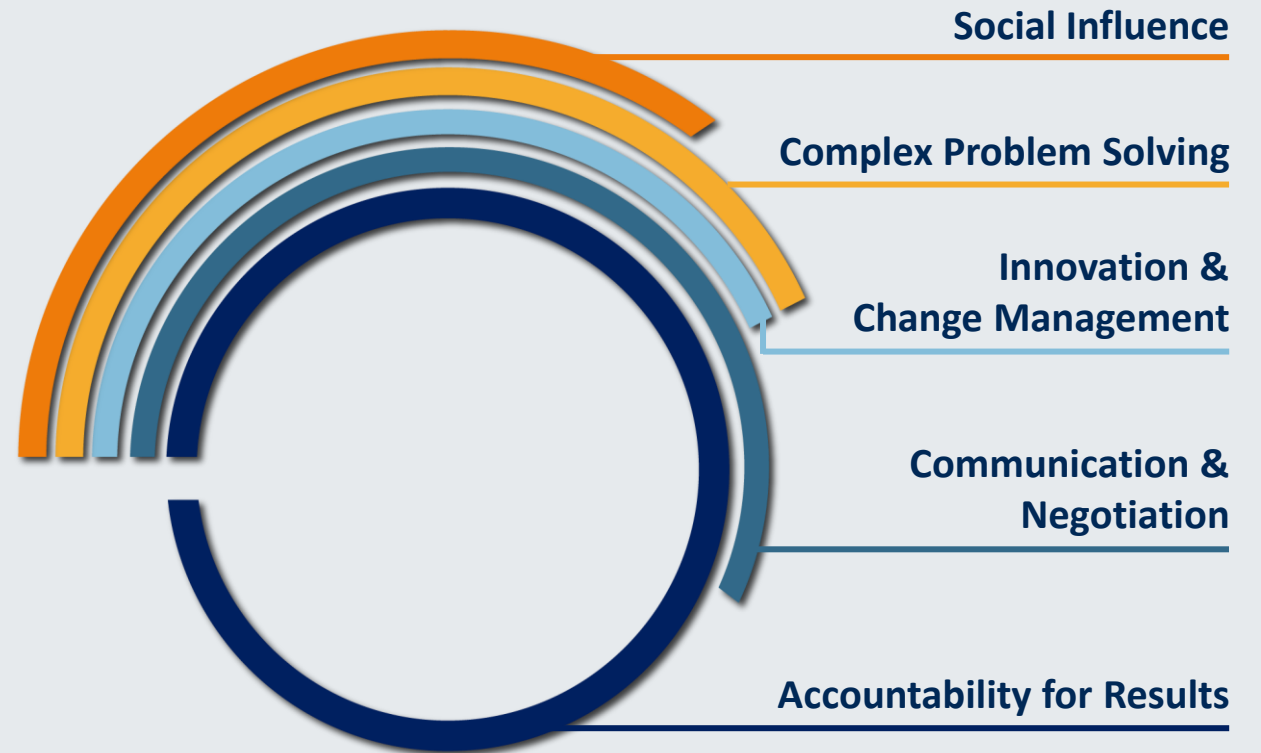 Social Influence
Complex Problem Solving
Innovation &
Change Management
Communication &
Negotiation
Accountability for Results